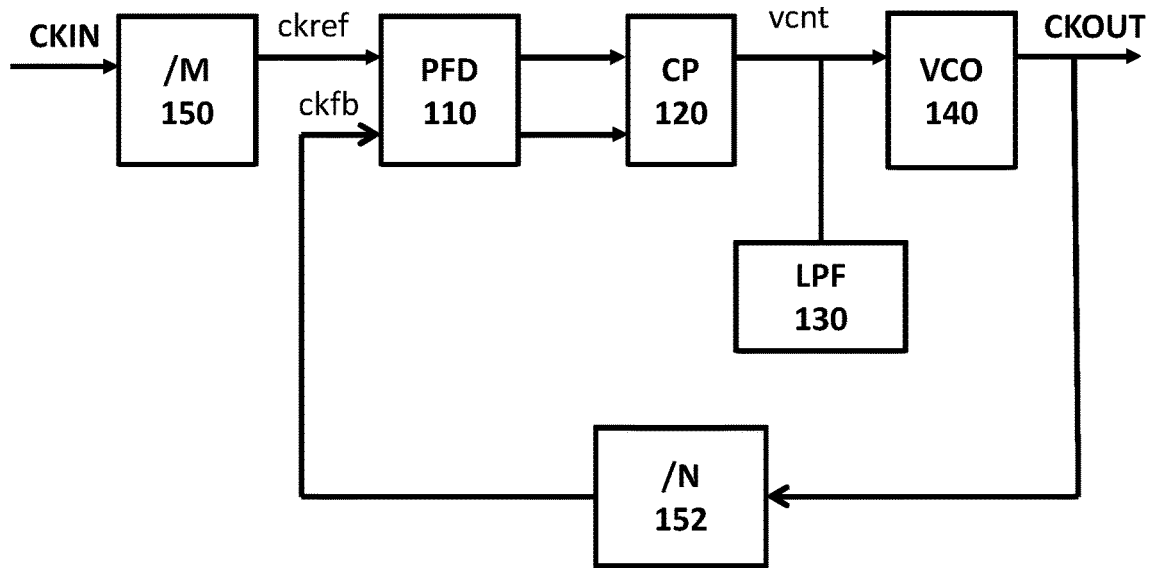 CKIN
/M
150
ckref
ckfb
PFD
110
CP
120
vcnt
VCO
140
CKOUT
LPF
130
/N
152